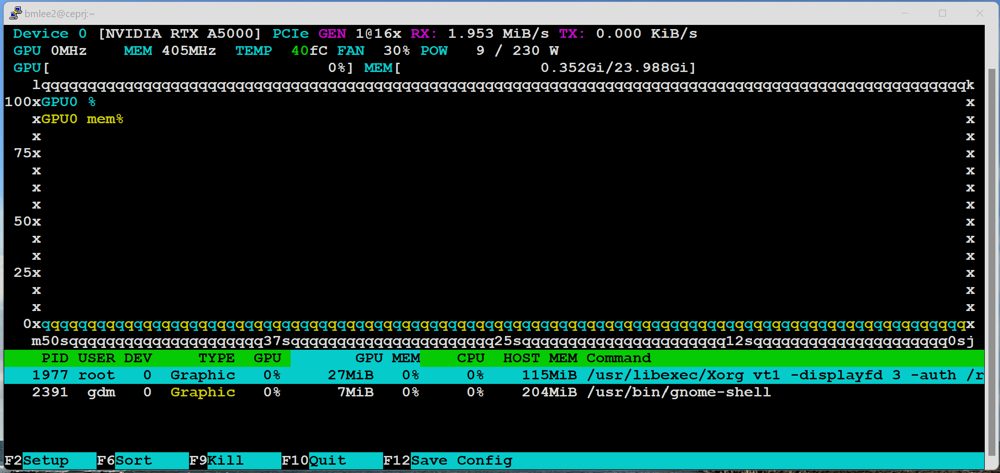 bmlee2@ceprj:~
Device 0 [NVIDIA RTX A5000] PCIe GEN 1@16x RX: 1.953 MiB/s TX: 0.000 KiB/s
GPU 0MHz MEM 405MHz TEMP 40fC FAN 30% POW 9 / 230 W
GPU[ 0%] MEM[ 0.352Gi/23.988Gi]
lqqqqqqqqqqqqqqqqqqqqqqqqqqqqqqqqqqqqqqqqqqqqqqqqqqqqqqqqqqqqqqqqqqqqqqqqqqqqqqqqqqqqqqqqqqqqqqqqqqqqk
100xGPU0 % x
xGPU0 mem% x
x x
75x x
x x
x x
x x
50x x
x x
x x
25x x
x x
x x
0xqqqqqqqqqqqqqqqqqqqqqqqqqqqqqqqqqqqqqqqqqqqqqqqqqqqqqqqqqqqqqqqqqqqqqqqqqqqqqqqqqqqqqqqqqqqqqqqqqqqqx
m50sqqqqqqqqqqqqqqqqqqqqq37sqqqqqqqqqqqqqqqqqqqqqq25sqqqqqqqqqqqqqqqqqqqqqq12sqqqqqqqqqqqqqqqqqqqqq0sj
PID USER DEV TYPE GPU GPU MEM CPU HOST MEM Command
1977 root 0 Graphic 0% 27MiB 0% 0% 115MiB /usr/libexec/Xorg vt1 -displayfd 3 -auth /r
2391 gdm 0 Graphic 0% 7MiB 0% 0% 204MiB /usr/bin/gnome-shell
F2Setup F6Sort F9Kill F10Quit F12Save Config